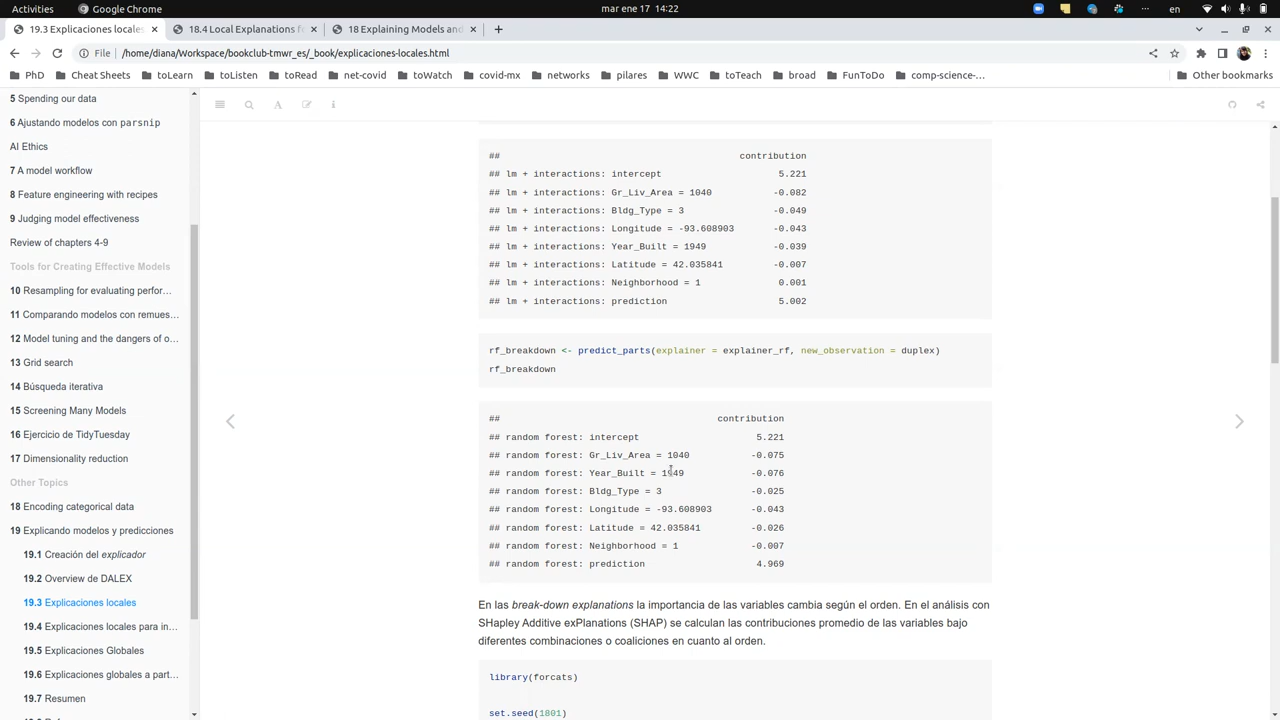 Activities
Google Chrome
mar ene 17 14:22
en
19.3 Explicaciones locales
18.4 Local Explanations f
18 Explaining Models and
File
/home/diana/Workspace/bookclub-tmwr_es/_book/explicaciones-locales.html
PhD
Cheat Sheets
toLearn
toListen
toRead
net-covid
toWatch
covid-mx
networks
pilares
WWC
toTeach
broad
FunToDo
comp-science-…
Other bookmarks
5 Spending our data
6 Ajustando modelos con parsnip
AI Ethics
7 A model workflow
8 Feature engineering with recipes
9 Judging model effectiveness
Review of chapters 4-9
Tools for Creating Effective Models
10 Resampling for evaluating perfor…
11 Comparando modelos con remues…
12 Model tuning and the dangers of o…
13 Grid search
14 Búsqueda iterativa
15 Screening Many Models
16 Ejercicio de TidyTuesday
17 Dimensionality reduction
Other Topics
18 Encoding categorical data
19 Explicando modelos y predicciones
19.1 Creación del explicador
19.2 Overview de DALEX
19.3 Explicaciones locales
19.4 Explicaciones locales para in…
19.5 Explicaciones Globales
19.6 Explicaciones globales a part…
19.7 Resumen
## contribution
## lm + interactions: intercept 5.221
## lm + interactions: Gr_Liv_Area = 1040 -0.082
## lm + interactions: Bldg_Type = 3 -0.049
## lm + interactions: Longitude = -93.608903 -0.043
## lm + interactions: Year_Built = 1949 -0.039
## lm + interactions: Latitude = 42.035841 -0.007
## lm + interactions: Neighborhood = 1 0.001
## lm + interactions: prediction 5.002
rf_breakdown <- predict_parts(explainer = explainer_rf, new_observation = duplex)
rf_breakdown
## contribution
## random forest: intercept 5.221
## random forest: Gr_Liv_Area = 1040 -0.075
## random forest: Year_Built = 1949 -0.076
## random forest: Bldg_Type = 3 -0.025
## random forest: Longitude = -93.608903 -0.043
## random forest: Latitude = 42.035841 -0.026
## random forest: Neighborhood = 1 -0.007
## random forest: prediction 4.969
En las break-down explanations la importancia de las variables cambia según el orden. En el análisis con
SHapley Additive exPlanations (SHAP) se calculan las contribuciones promedio de las variables bajo
diferentes combinaciones o coaliciones en cuanto al orden.
library(forcats)
set.seed(1801)